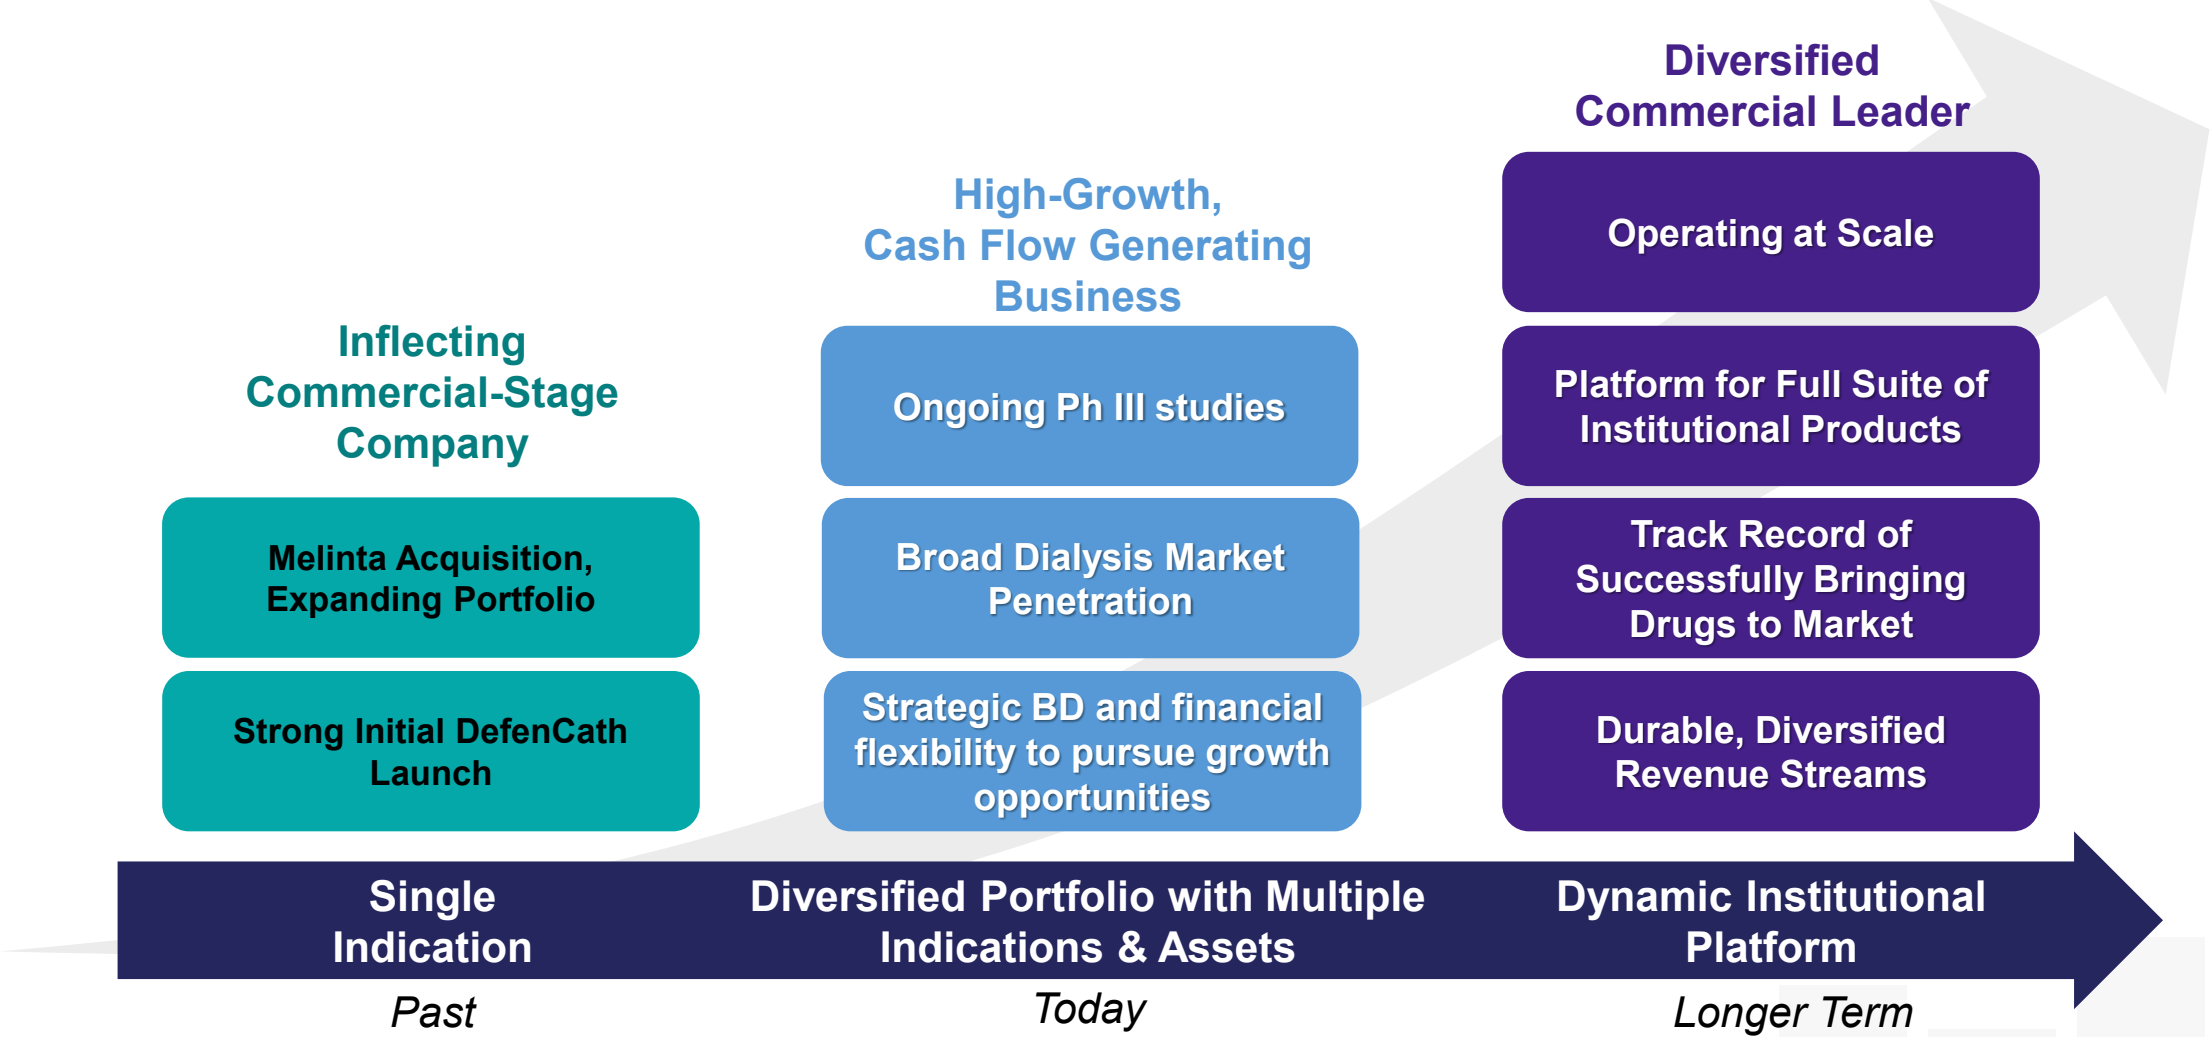 Inflecting
Commercial-Stage
Company
Melinta Acquisition,
Expanding Portfolio
Strong Initial DefenCath
Launch
High-Growth,
Cash Flow Generating
Business
Ongoing Ph III studies
Broad Dialysis Market
Penetration
Strategic BD and financial
flexibility to pursue growth
opportunities
Diversified
Commercial Leader
Operating at Scale
Platform for Full Suite of
Institutional Products
Track Record of
Successfully Bringing
Drugs to Market
Durable, Diversified
Revenue Streams
Single
Indication
Diversified Portfolio with Multiple
Indications & Assets
Dynamic Institutional
Platform
Past
Today
Longer Term